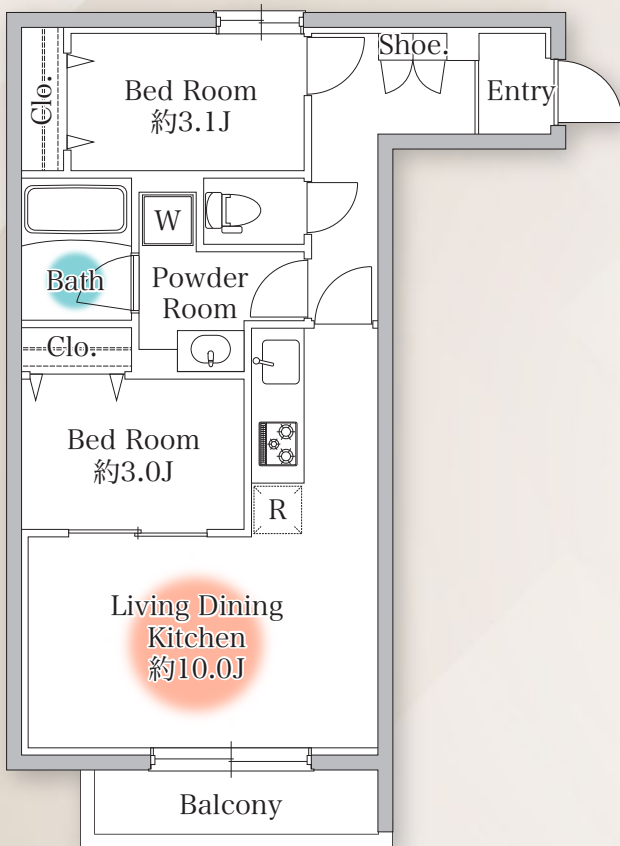 Shoe.
Clo.
Bed Room
約3.1J
Entry
W
Bath
Powder
Room
Clo.
Bed Room
約3.0J
R
Living Dining
Kitchen
約10.0J
Balcony